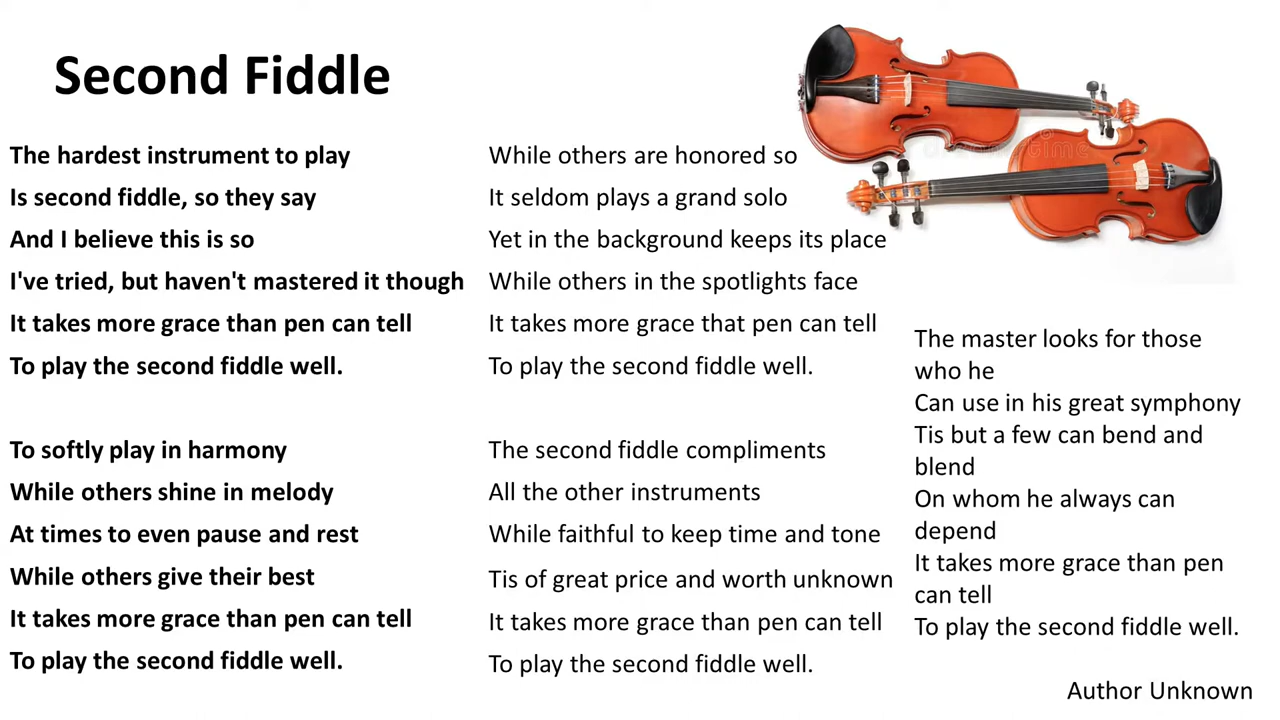 Second Fiddle
The hardest instrument to play
Is second fiddle, so they say
And I believe this is so
I've tried, but haven't mastered it though
It takes more grace than pen can tell
To play the second fiddle well.
To softly play in harmony
While others shine in melody
At times to even pause and rest
While others give their best
It takes more grace than pen can tell
To play the second fiddle well.
While others are honored so
It seldom plays a grand solo
Yet in the background keeps its place
While others in the spotlights face
It takes more grace that pen can tell
To play the second fiddle well.
The second fiddle compliments
All the other instruments
While faithful to keep time and tone
Tis of great price and worth unknown
It takes more grace than pen can tell
To play the second fiddle well.
The master looks for those
who he
Can use in his great symphony
Tis but a few can bend and
blend
On whom he always can
depend
It takes more grace than pen
can tell
To play the second fiddle well.
Author Unknown